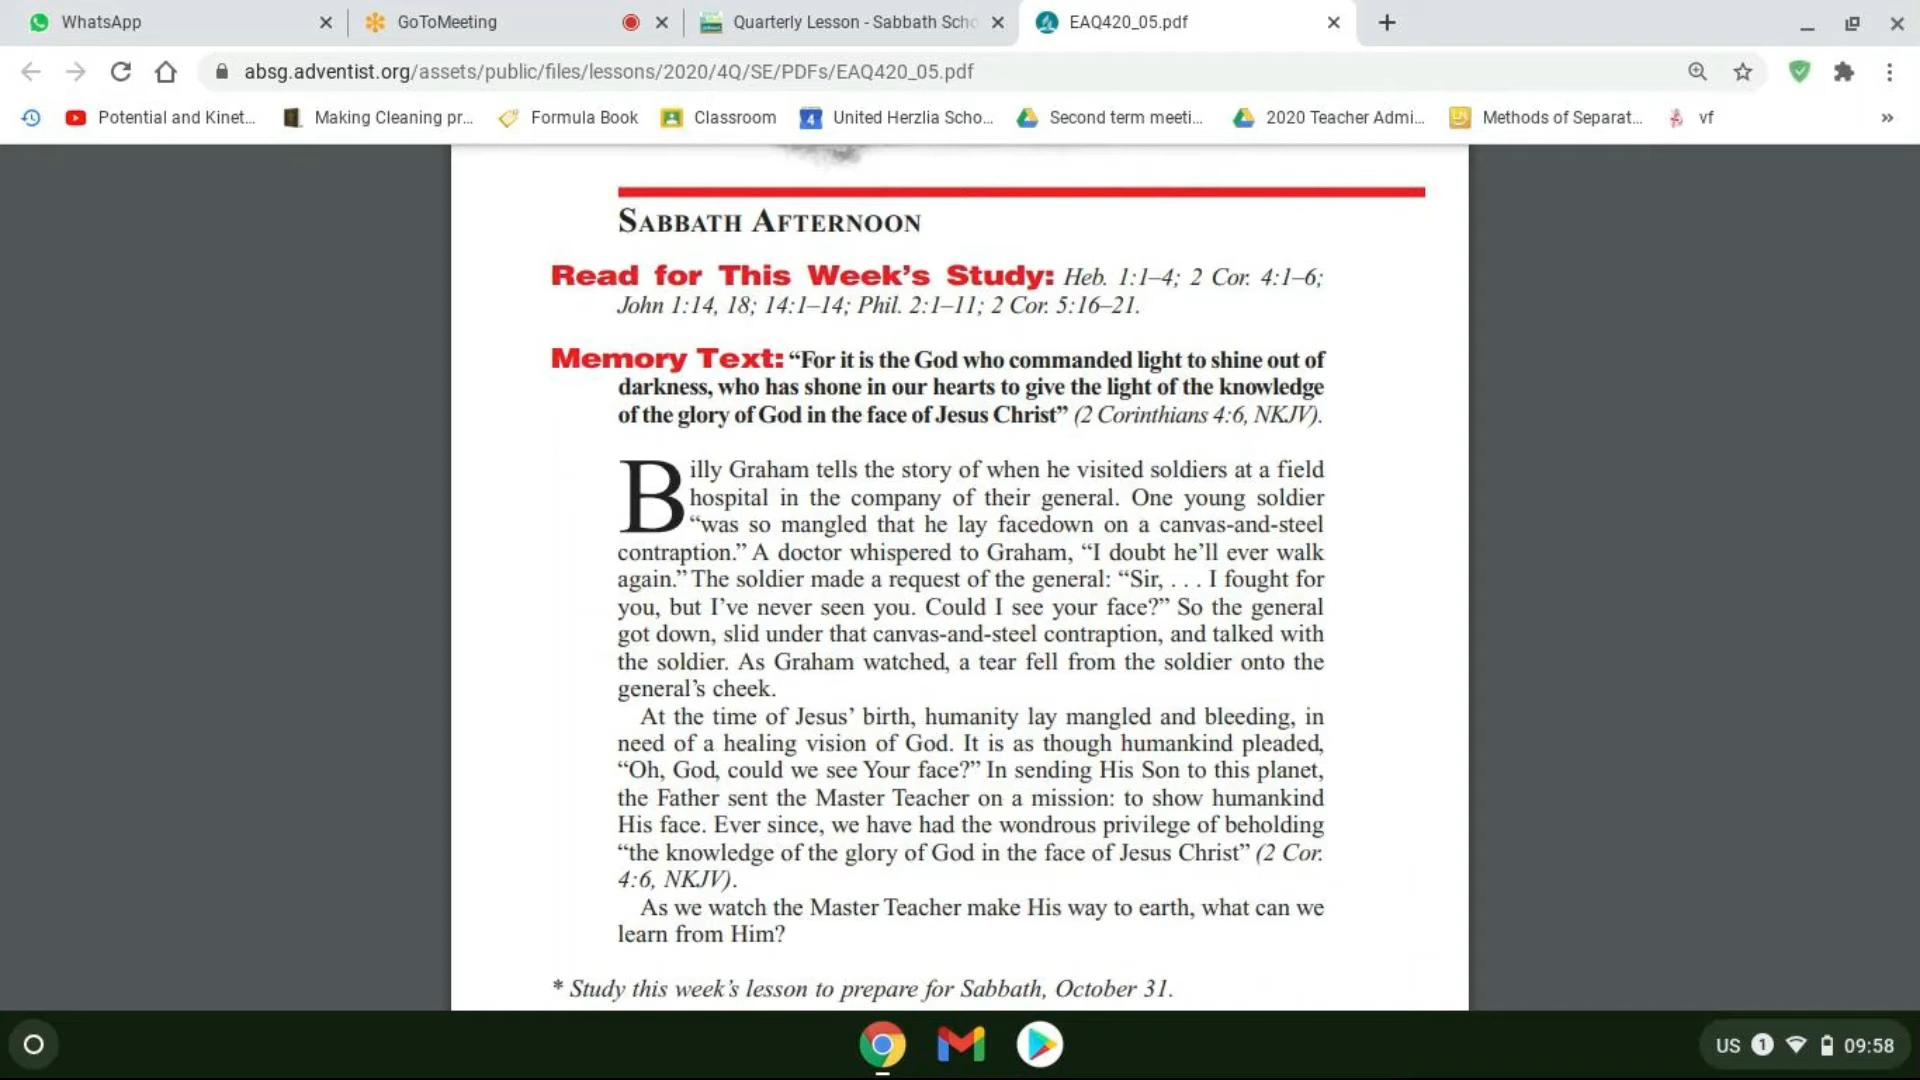 WhatsApp
GoToMeeting
Quarterly Lesson - Sabbath Scho
EAQ420_05.pdf
absg.adventist.org/assets/public/files/lessons/2020/4Q/SE/PDFs/EAQ420_05.pdf
Potential and Kinet...
Making Cleaning pr...
Formula Book
Classroom
4
United Herzlia Scho...
Second term meeti...
2020 Teacher Admi...
Methods of Separat...
vf
»
SABBATH AFTERNOON
Read for This Week’s Study: Heb. 1:1–4; 2 Cor. 4:1–6;
John 1:14, 18; 14:1–14; Phil. 2:1–11; 2 Cor. 5:16–21.
Memory Text: “For it is the God who commanded light to shine out of
darkness, who has shone in our hearts to give the light of the knowledge
of the glory of God in the face of Jesus Christ” (2 Corinthians 4:6, NKJV).
Billy Graham tells the story of when he visited soldiers at a field
hospital in the company of their general. One young soldier
“was so mangled that he lay facedown on a canvas-and-steel
contraption.” A doctor whispered to Graham, “I doubt he’ll ever walk
again.” The soldier made a request of the general: “Sir, . . . I fought for
you, but I’ve never seen you. Could I see your face?” So the general
got down, slid under that canvas-and-steel contraption, and talked with
the soldier. As Graham watched, a tear fell from the soldier onto the
general’s cheek.
At the time of Jesus’ birth, humanity lay mangled and bleeding, in
need of a healing vision of God. It is as though humankind pleaded,
“Oh, God, could we see Your face?” In sending His Son to this planet,
the Father sent the Master Teacher on a mission: to show humankind
His face. Ever since, we have had the wondrous privilege of beholding
“the knowledge of the glory of God in the face of Jesus Christ” (2 Cor.
4:6, NKJV).
As we watch the Master Teacher make His way to earth, what can we
learn from Him?
* Study this week’s lesson to prepare for Sabbath, October 31.
US 1 09:58